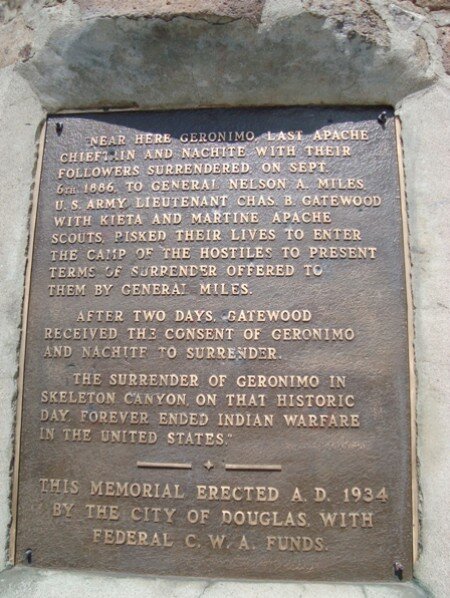 "NEAR HERE GERONIMO, LAST APACHE
CHIEFTAIN AND NACHITE WITH THEIR
FOLLOWERS SURRENDERED ON SEPT.
6TH, 1886, TO GENERAL NELSON A. MILES,
U. S. ARMY, LIEUTENANT CHAS. B. GATEWOOD
WITH KIETA AND MARTINE APACHE
SCOUTS, RISKED THEIR LIVES TO ENTER
THE CAMP OF THE HOSTILES TO PRESENT
TERMS OF SURRENDER OFFERED TO
THEM BY GENERAL MILES.
AFTER TWO DAYS, GATEWOOD
RECEIVED THE CONSENT OF GERONIMO
AND NACHITE TO SURRENDER.
THE SURRENDER OF GERONIMO IN
SKELETON CANYON, ON THAT HISTORIC
DAY, FOREVER ENDED INDIAN WARFARE
IN THE UNITED STATES."
THIS MEMORIAL ERECTED A. D. 1934
BY THE CITY OF DOUGLAS, WITH
FEDERAL C. W. A. FUNDS.